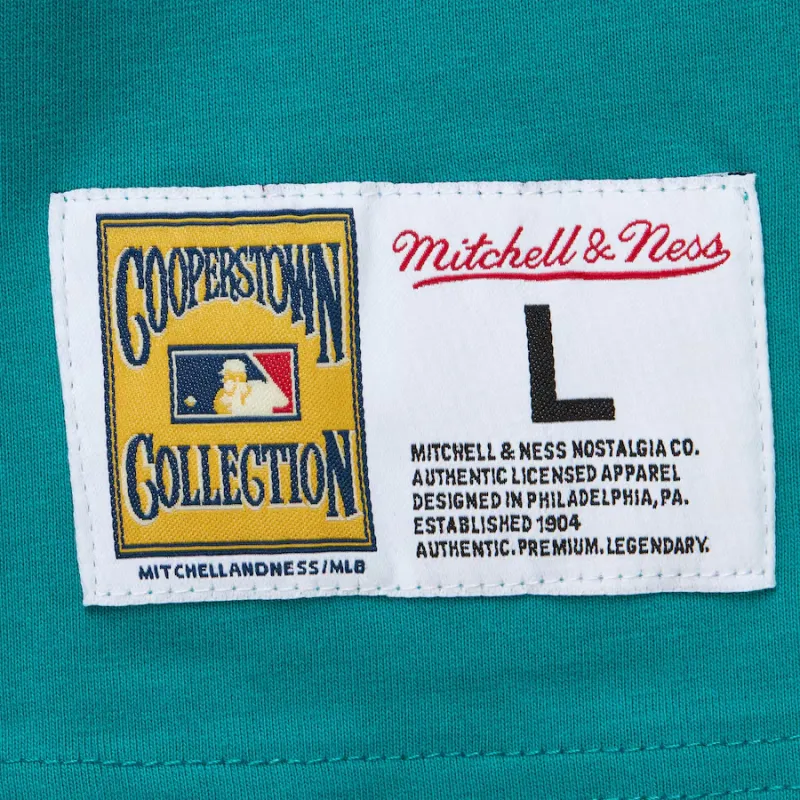 COOPERSTOWN
COLLECTION
MITCHELLANDNESS/MLB
Mitchell & Ness
L
MITCHELL & NESS NOSTALGIA CO.
AUTHENTIC LICENSED APPAREL
DESIGNED IN PHILADELPHIA, PA.
ESTABLISHED 1904
AUTHENTIC.PREMIUM.LEGENDARY.